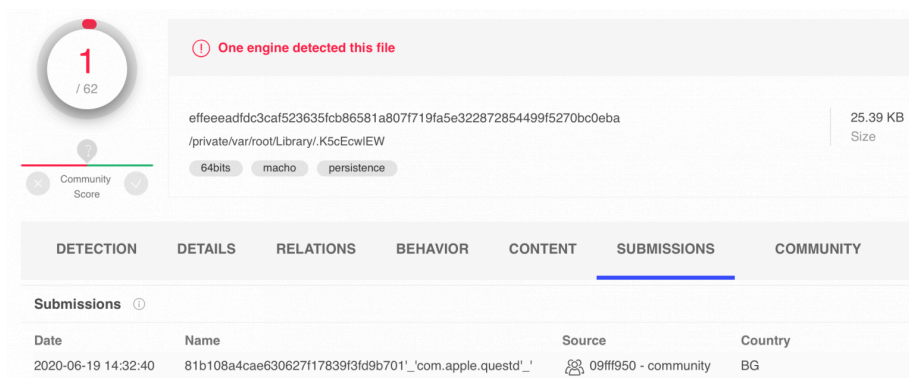 1
/ 62
One engine detected this file
effeeeadfdc3caf523635fcb86581a807f719fa5e322872854499f5270bc0eba
25.39 KB
/private/var/root/Library/.K5cEcwlEW
Size
64bits macho persistence
?
Community
Score
DETECTION DETAILS RELATIONS BEHAVIOR CONTENT SUBMISSIONS COMMUNITY
Submissions
Date Name Source Country
2020-06-19 14:32:40 81b108a4cae630627f17839f3fd9b701'_'com.apple.questd'_' 09fff950 - community BG